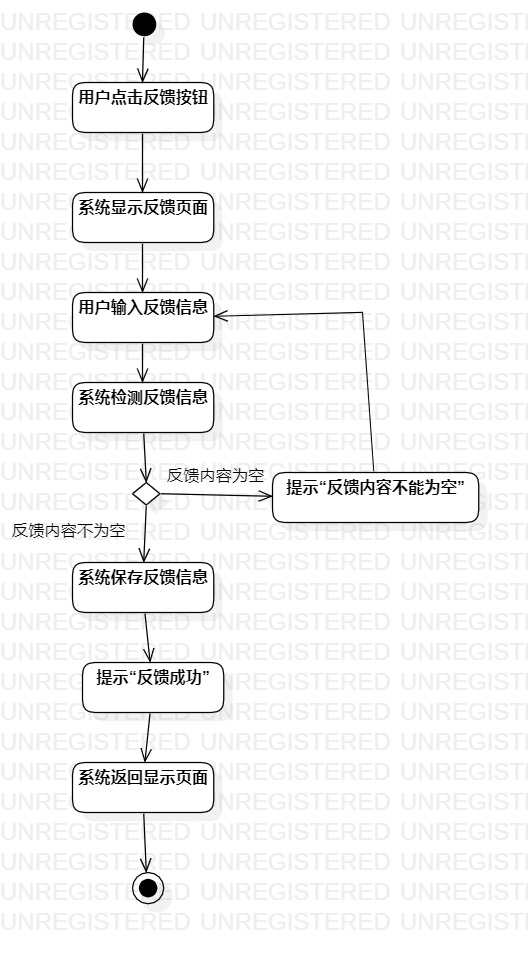 用户点击反馈按钮
系统显示反馈页面
用户输入反馈信息
系统检测反馈信息
反馈内容为空
提示“反馈内容不能为空”
反馈内容不为空
系统保存反馈信息
提示“反馈成功”
系统返回显示页面
UNREGISTERED UNREGISTERED UNREGIST